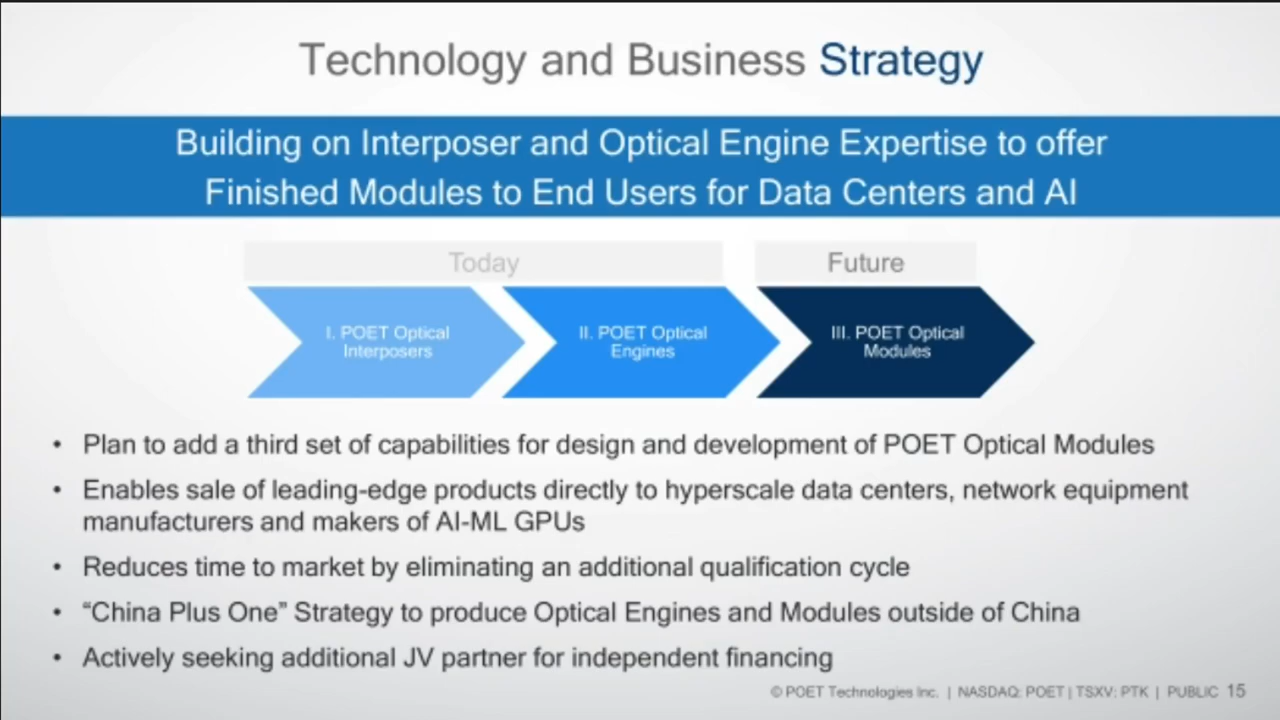 Technology and Business Strategy
Building on Interposer and Optical Engine Expertise to offer
Finished Modules to End Users for Data Centers and AI
Today
Future
I. POET Optical
Interposers
II. POET Optical
Engines
III. POET Optical
Modules
• Plan to add a third set of capabilities for design and development of POET Optical Modules
• Enables sale of leading-edge products directly to hyperscale data centers, network equipment
manufacturers and makers of AI-ML GPUs
• Reduces time to market by eliminating an additional qualification cycle
• “China Plus One” Strategy to produce Optical Engines and Modules outside of China
• Actively seeking additional JV partner for independent financing
© POET Technologies Inc. | NASDAQ: POET | TSXV: PTK | PUBLIC 15